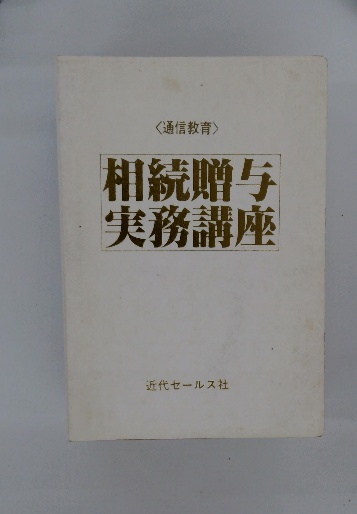 〈通信教育〉
相続贈与
実務講座
近代セールス社